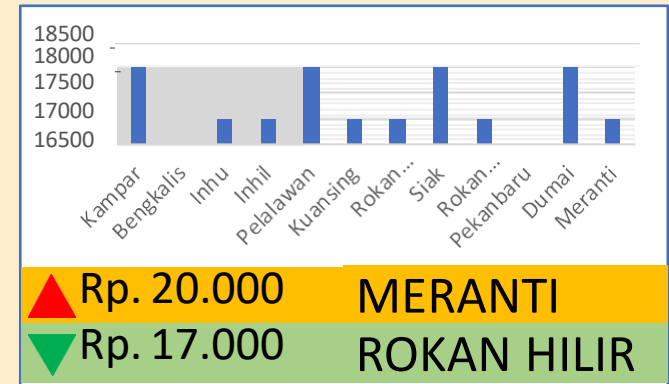 18500
18000
17500
17000
16500
Kampar
Bengkalis
Inhu
Inhil
Pelalawan
Kuansing
Rokan...
Siak
Rokan...
Pekanbaru
Dumai
Meranti
Rp. 20.000 MERANTI
Rp. 17.000 ROKAN HILIR